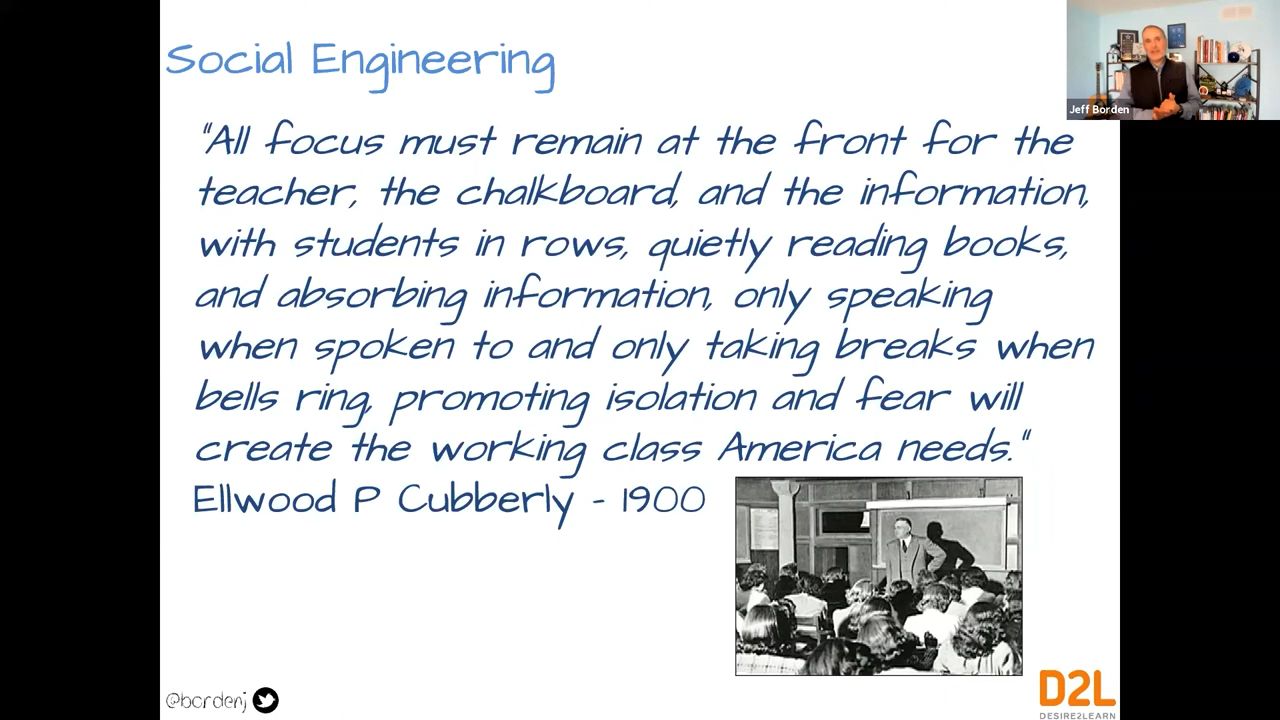 Social Engineering
Jeff Borden
"All focus must remain at the front for the
teacher, the chalkboard, and the information,
with students in rows, quietly reading books,
and absorbing information, only speaking
when spoken to and only taking breaks when
bells ring, promoting isolation and fear will
create the working class America needs."
Ellwood P Cubberly - 1900
@bordenj
D2L
DESIRE2LEARN